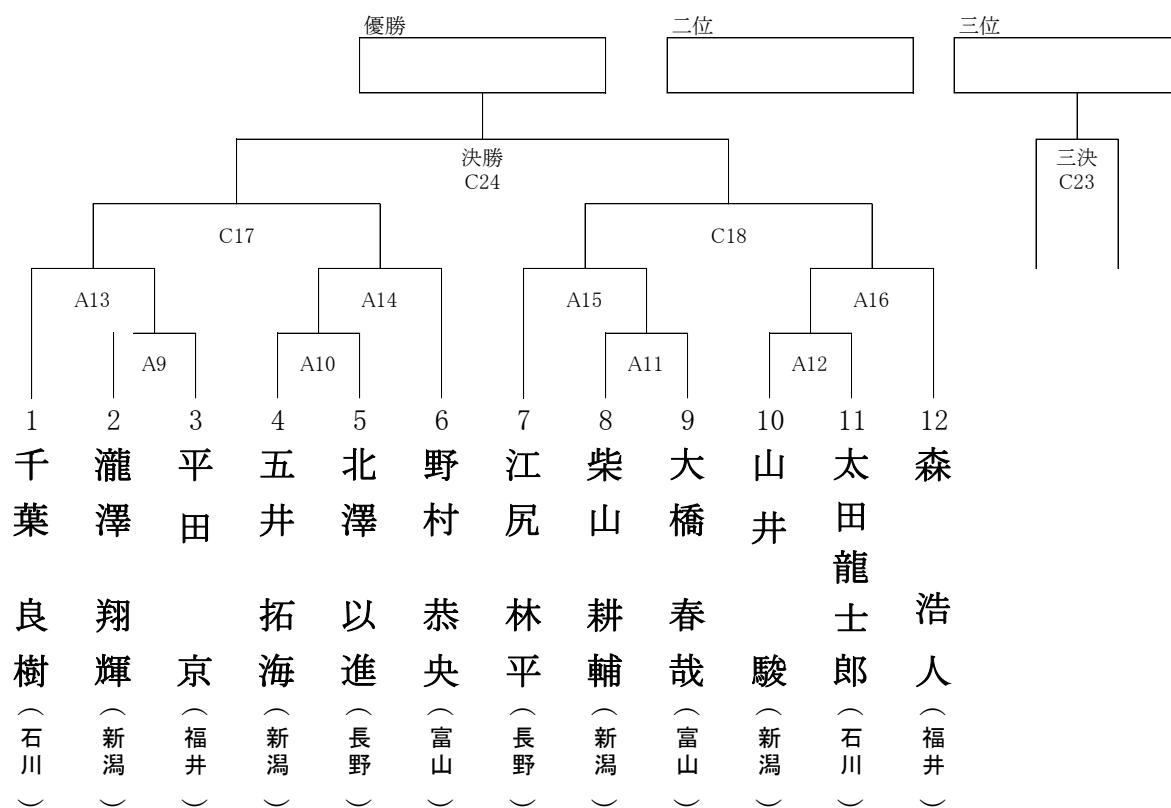 優勝
二位
三位
決勝
C24
三決
C23
C17
C18
A13
A14
A15
A16
A9
A10
A11
A12
1
2
3
4
5
6
7
8
9
10
11
12
千葉 良樹（石川）
瀧澤 翔輝（新潟）
平田 京（福井）
五井 拓海（新潟）
北澤 以進（長野）
野村 恭央（富山）
江尻 林平（長野）
柴山 耕輔（新潟）
大橋 春哉（富山）
山井 駿（新潟）
太田龍士郎（石川）
森 浩人（福井）